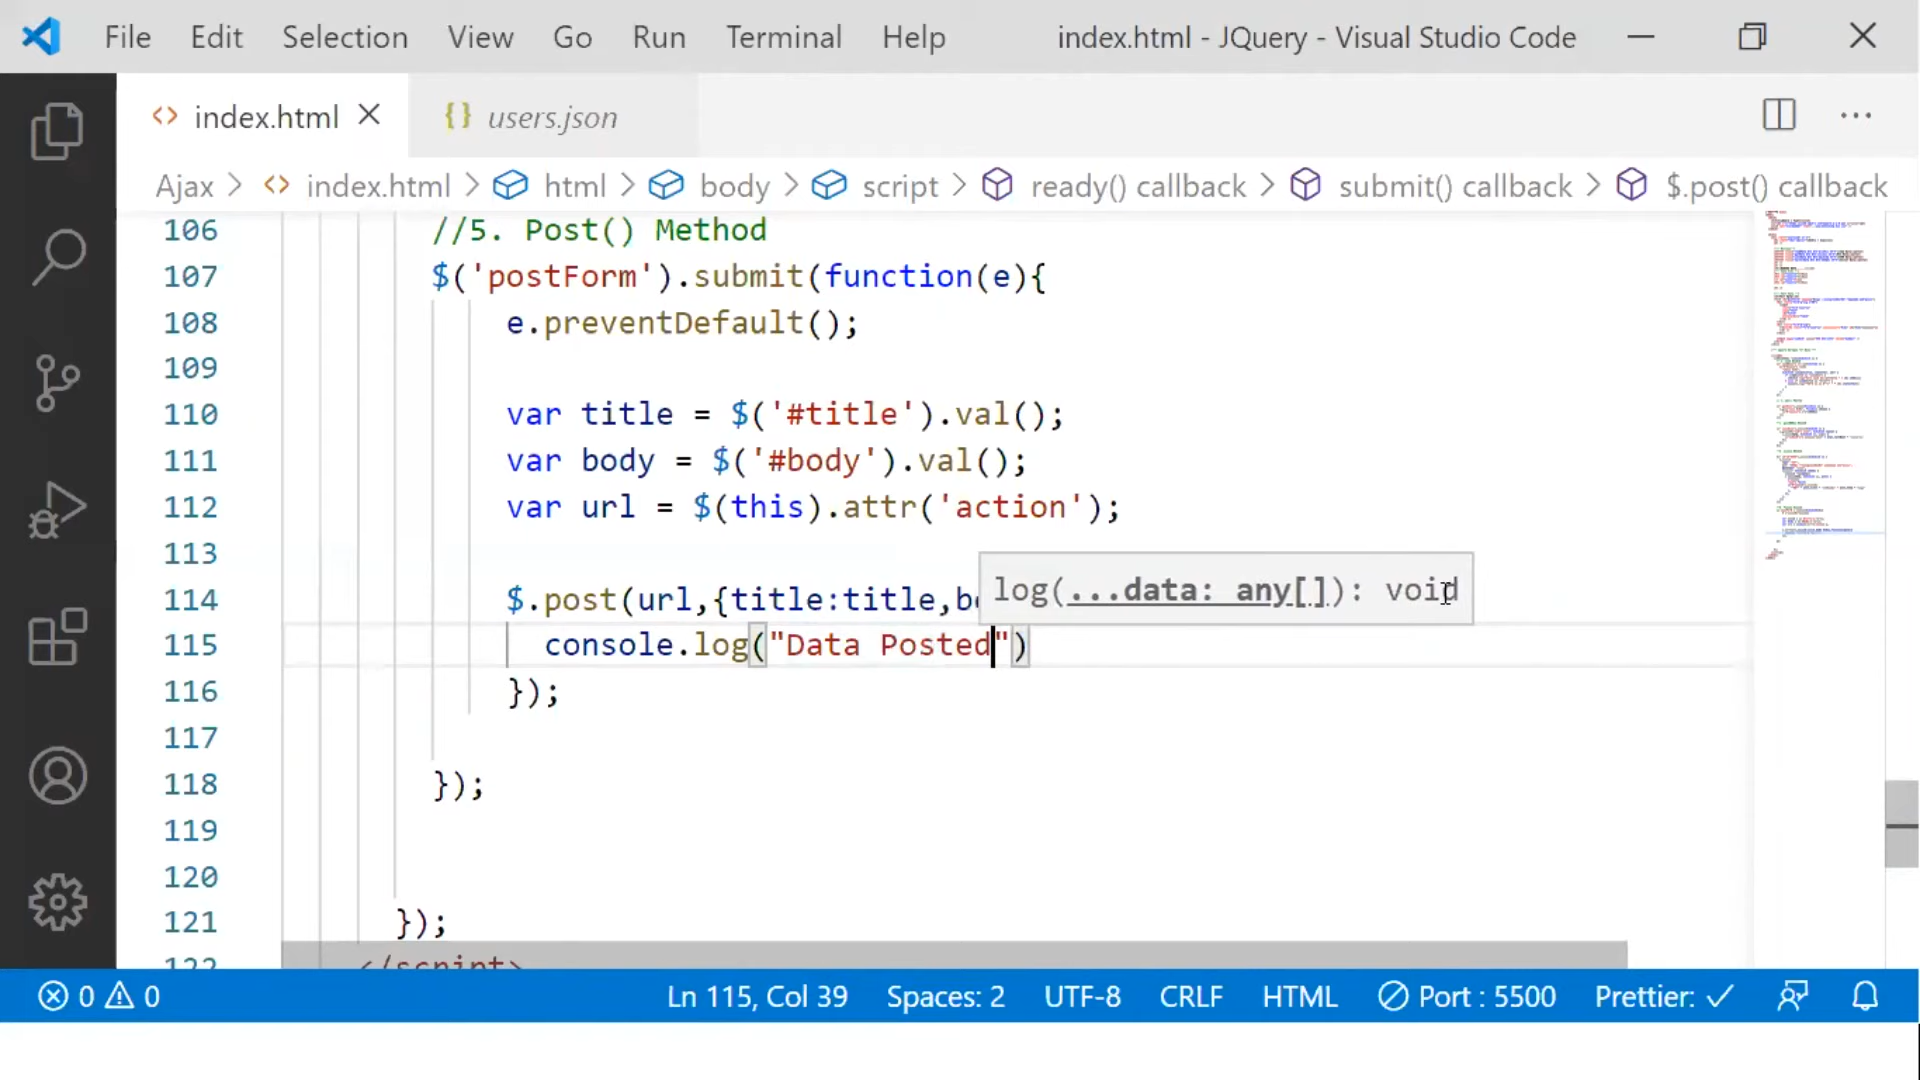 File Edit Selection View Go Run Terminal Help index.html - JQuery - Visual Studio Code
index.html users.json
Ajax > index.html > html > body > script > ready() callback > submit() callback > $.post() callback
106 //5. Post() Method
107 $('postForm').submit(function(e){
108 e.preventDefault();
109
110 var title = $('#title').val();
111 var body = $('#body').val();
112 var url = $(this).attr('action');
113
log(...data: any[]): void
114 $.post(url,{title:title,b
115 console.log("Data Posted")
116 });
117
118 });
119
120
121 });
122 </script>
0 0 Ln 115, Col 39 Spaces: 2 UTF-8 CRLF HTML Port : 5500 Prettier: ✓